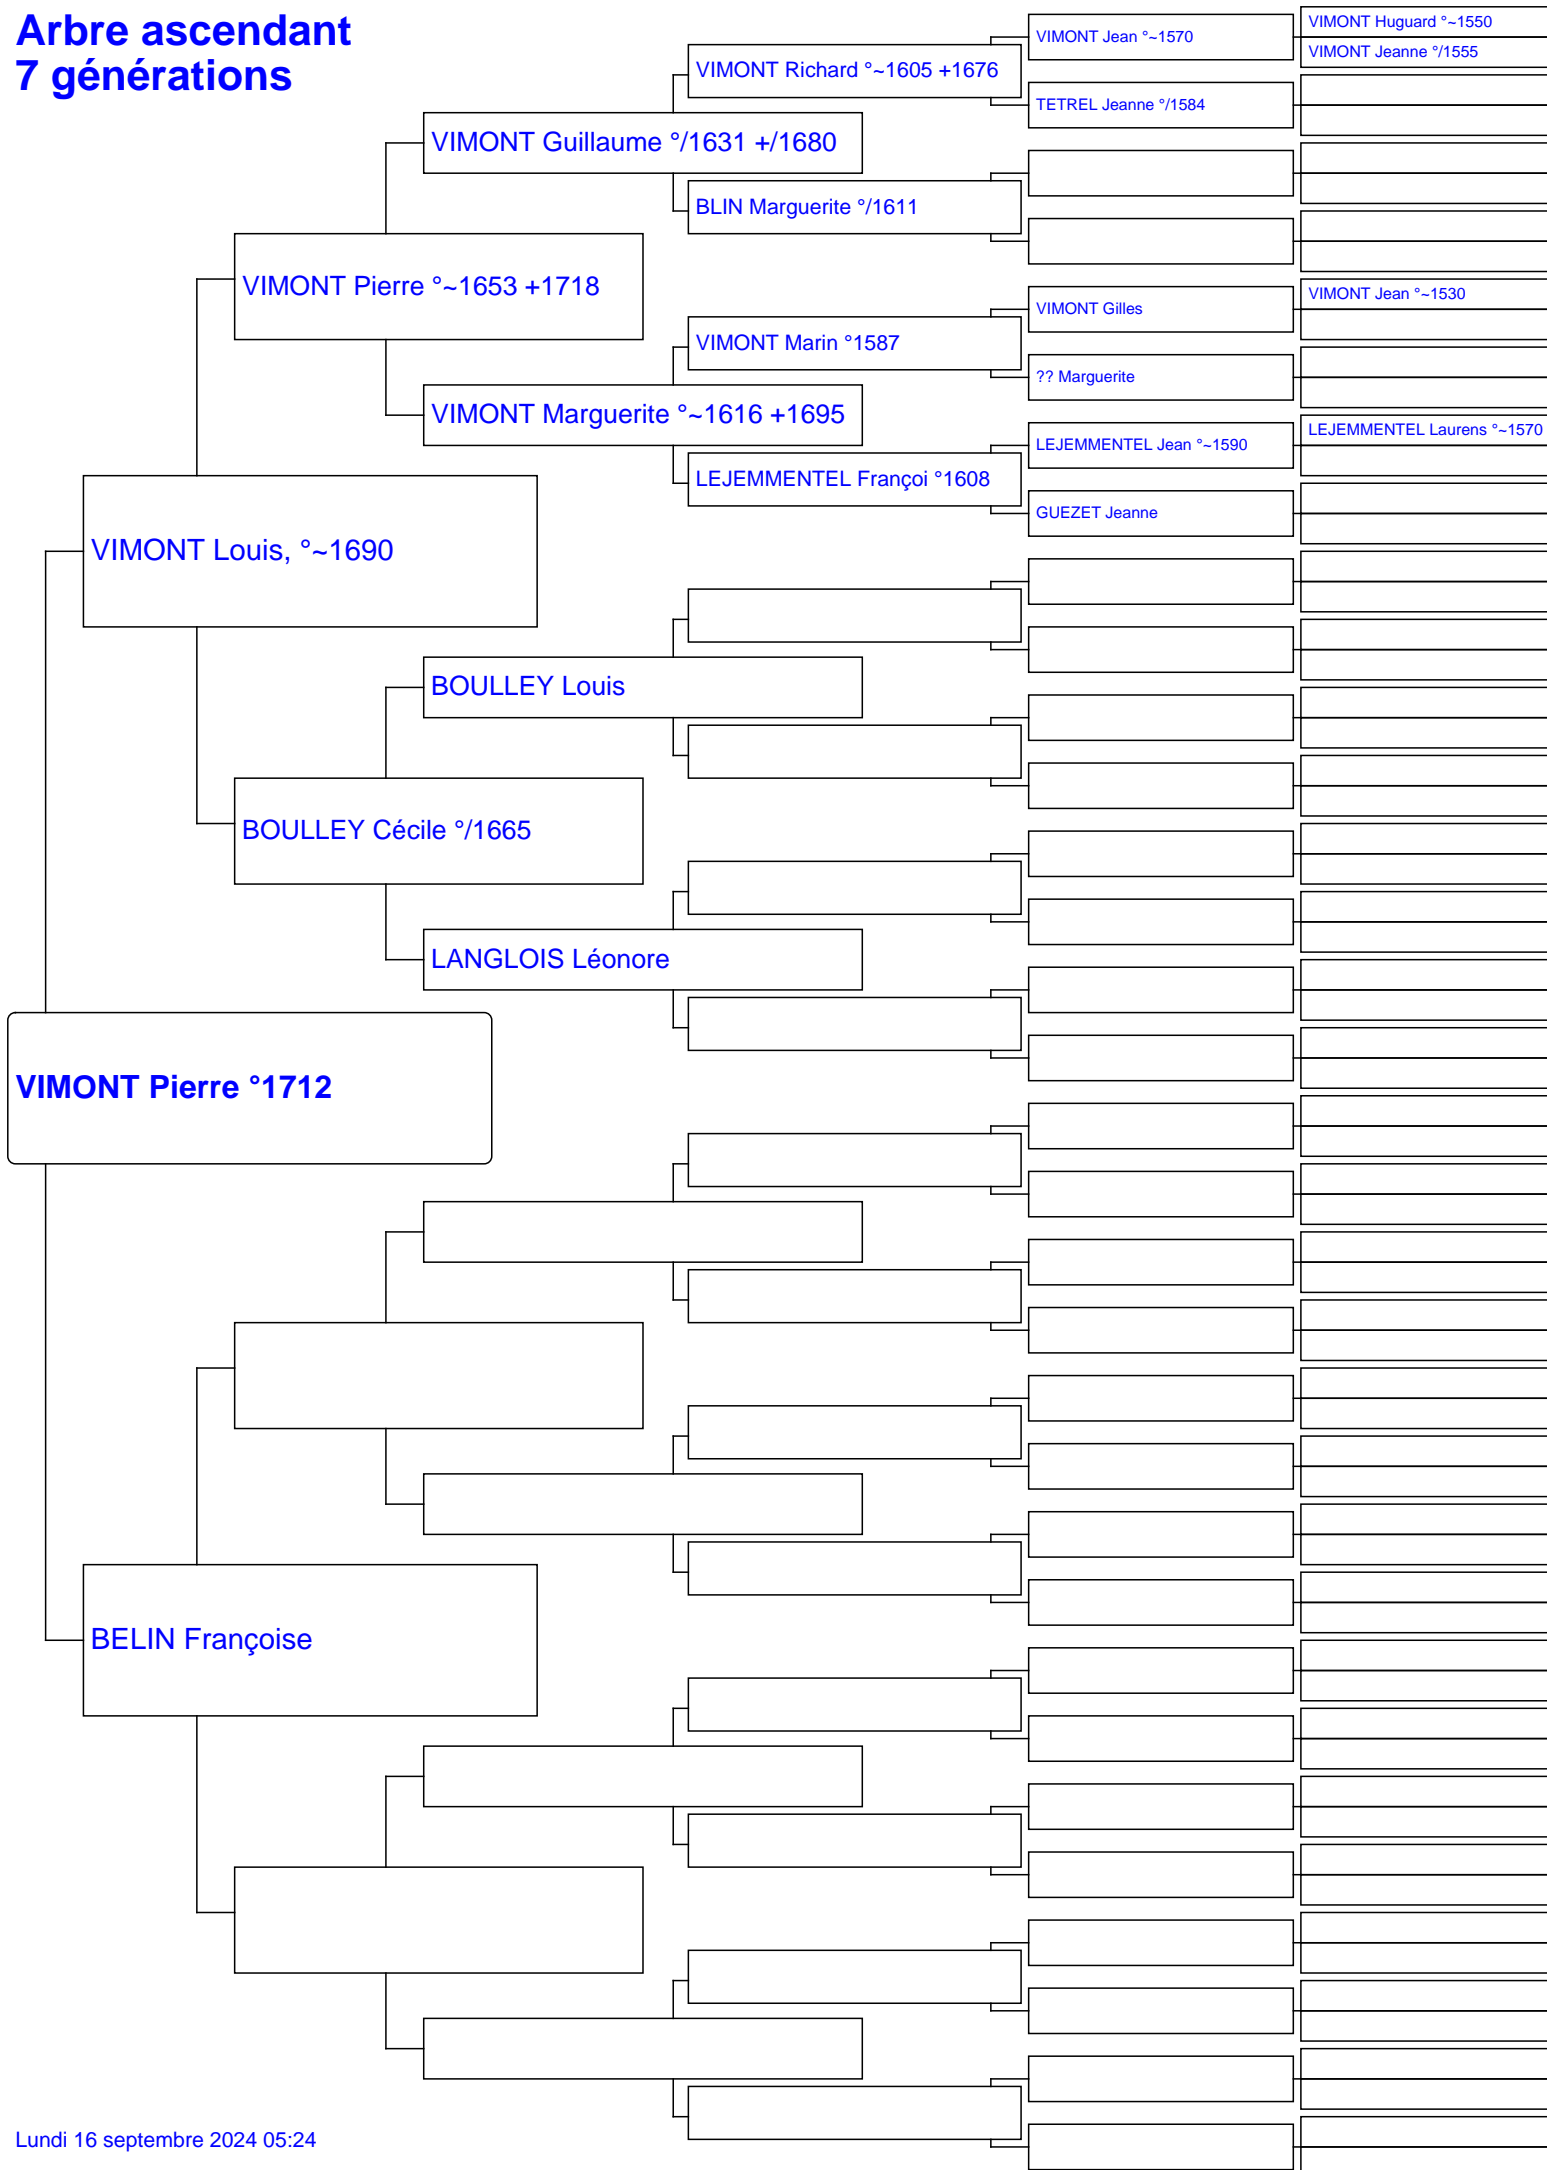 Arbre ascendant
7 générations
VIMONT Huguard °~1550
VIMONT Jean °~1570
VIMONT Jeanne °/1555
VIMONT Richard °~1605 +1676
TETREL Jeanne °/1584
VIMONT Guillaume °/1631 +/1680
BLIN Marguerite °/1611
VIMONT Pierre °~1653 +1718
VIMONT Jean °~1530
VIMONT Gilles
VIMONT Marin °1587
?? Marguerite
VIMONT Marguerite °~1616 +1695
LEJEMMENTEL Laurens °~1570
LEJEMMENTEL Jean °~1590
LEJEMMENTEL Françoi °1608
GUEZET Jeanne
VIMONT Louis, °~1690
BOULLEY Louis
BOULLEY Cécile °/1665
LANGLOIS Léonore
VIMONT Pierre °1712
BELIN Françoise
Lundi 16 septembre 2024 05:24